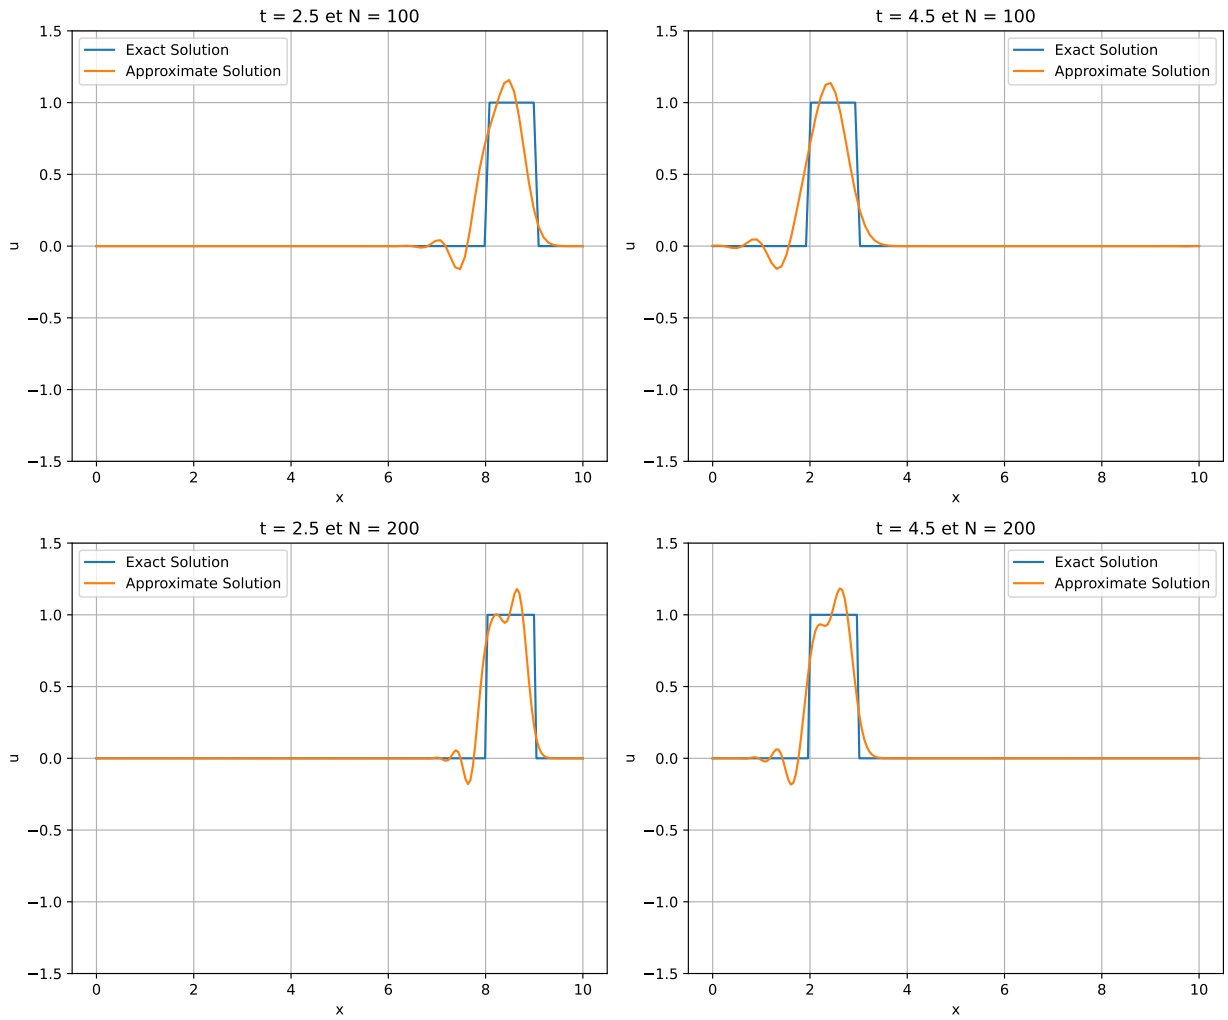 t = 2.5 et N = 100
Exact Solution
Approximate Solution
1.5
1.0
0.5
0.0
−0.5
−1.0
−1.5
u
0 2 4 6 8 10
x
t = 4.5 et N = 100
Exact Solution
Approximate Solution
1.5
1.0
0.5
0.0
−0.5
−1.0
−1.5
u
0 2 4 6 8 10
x
t = 2.5 et N = 200
Exact Solution
Approximate Solution
1.5
1.0
0.5
0.0
−0.5
−1.0
−1.5
u
0 2 4 6 8 10
x
t = 4.5 et N = 200
Exact Solution
Approximate Solution
1.5
1.0
0.5
0.0
−0.5
−1.0
−1.5
u
0 2 4 6 8 10
x